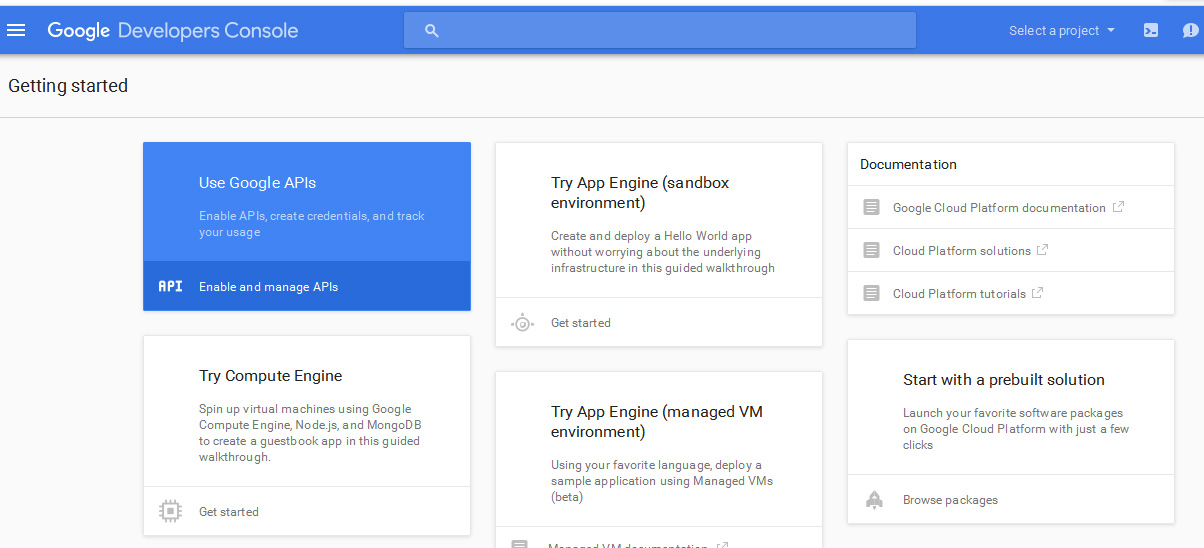 Google Developers Console
Select a project
Getting started
Use Google APIs
Enable APIs, create credentials, and track
your usage
API
Enable and manage APIs
Try Compute Engine
Spin up virtual machines using Google
Compute Engine, Node.js, and MongoDB
to create a guestbook app in this guided
walkthrough.
Get started
Try App Engine (sandbox
environment)
Create and deploy a Hello World app
without worrying about the underlying
infrastructure in this guided walkthrough
Get started
Try App Engine (managed VM
environment)
Using your favorite language, deploy a
sample application using Managed VMs
(beta)
Managed VM documentation
Documentation
Google Cloud Platform documentation
Cloud Platform solutions
Cloud Platform tutorials
Start with a prebuilt solution
Launch your favorite software packages
on Google Cloud Platform with just a few
clicks
Browse packages